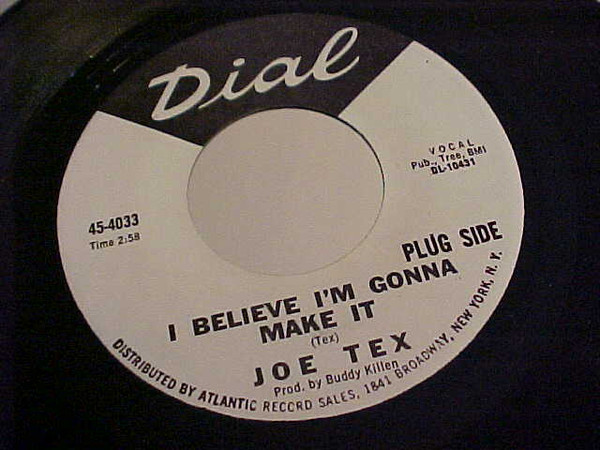 Dial
VOCAL
Pub., Tree, BMI
DL-10431
45-4033
Time 2:58
PLUG SIDE
I BELIEVE I'M GONNA
MAKE IT
(Tex)
JOE TEX
Prod. by Buddy Killen
DISTRIBUTED BY ATLANTIC RECORD SALES, 1841 BROADWAY, NEW YORK, N. Y.